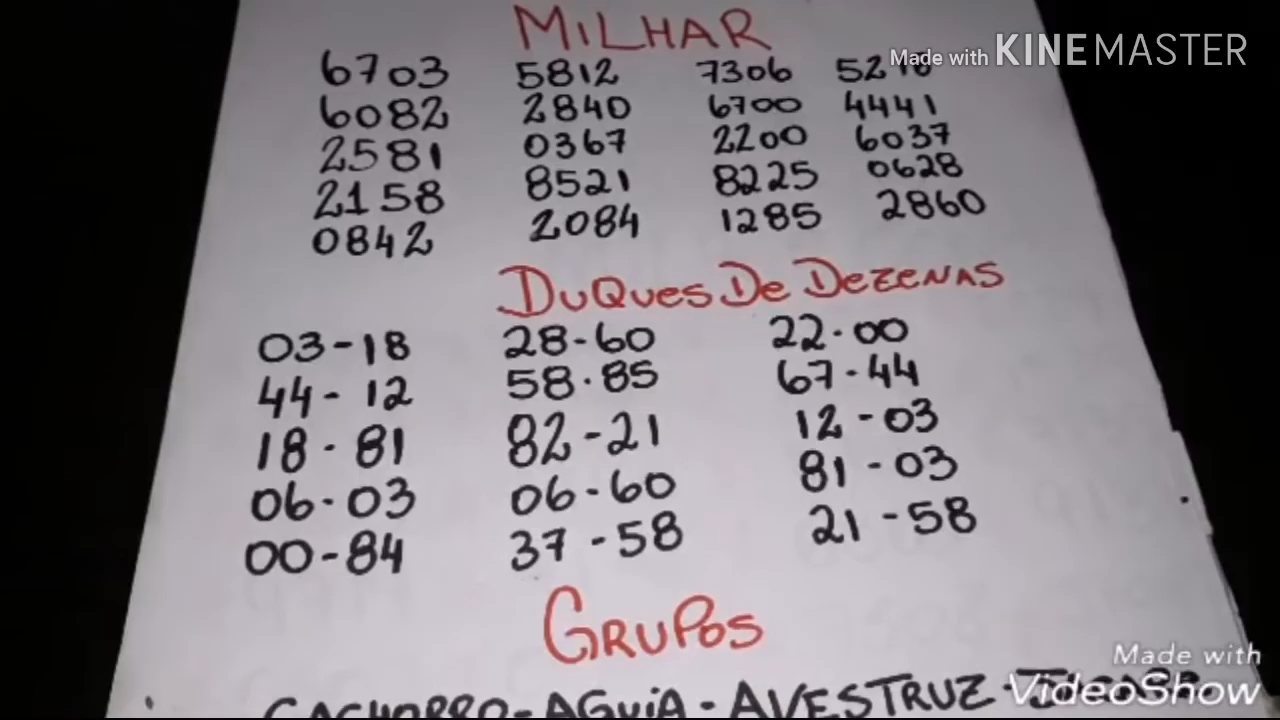 MILHAR
Made with KINEMASTER
6703 5812 7306
6082 2840 6700 4441
2581 0367 2200 6037
2158 8521 8225 0628
0842 2084 1285 2860
DUQUES DE DEZENAS
03-18 28-60 22-00
44-12 58.85 67-44
18-81 82-21 12-03
06-03 06-60 81-03
00-84 37-58 21-58
GRUPOS
CACHORRO-AGUIA-AVESTRUZ-
Made with
VideoShow